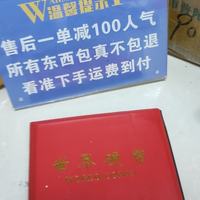 温馨提示
售后一单减100人气
所有东西包真不包退
看准下手运费到付
世界硬币